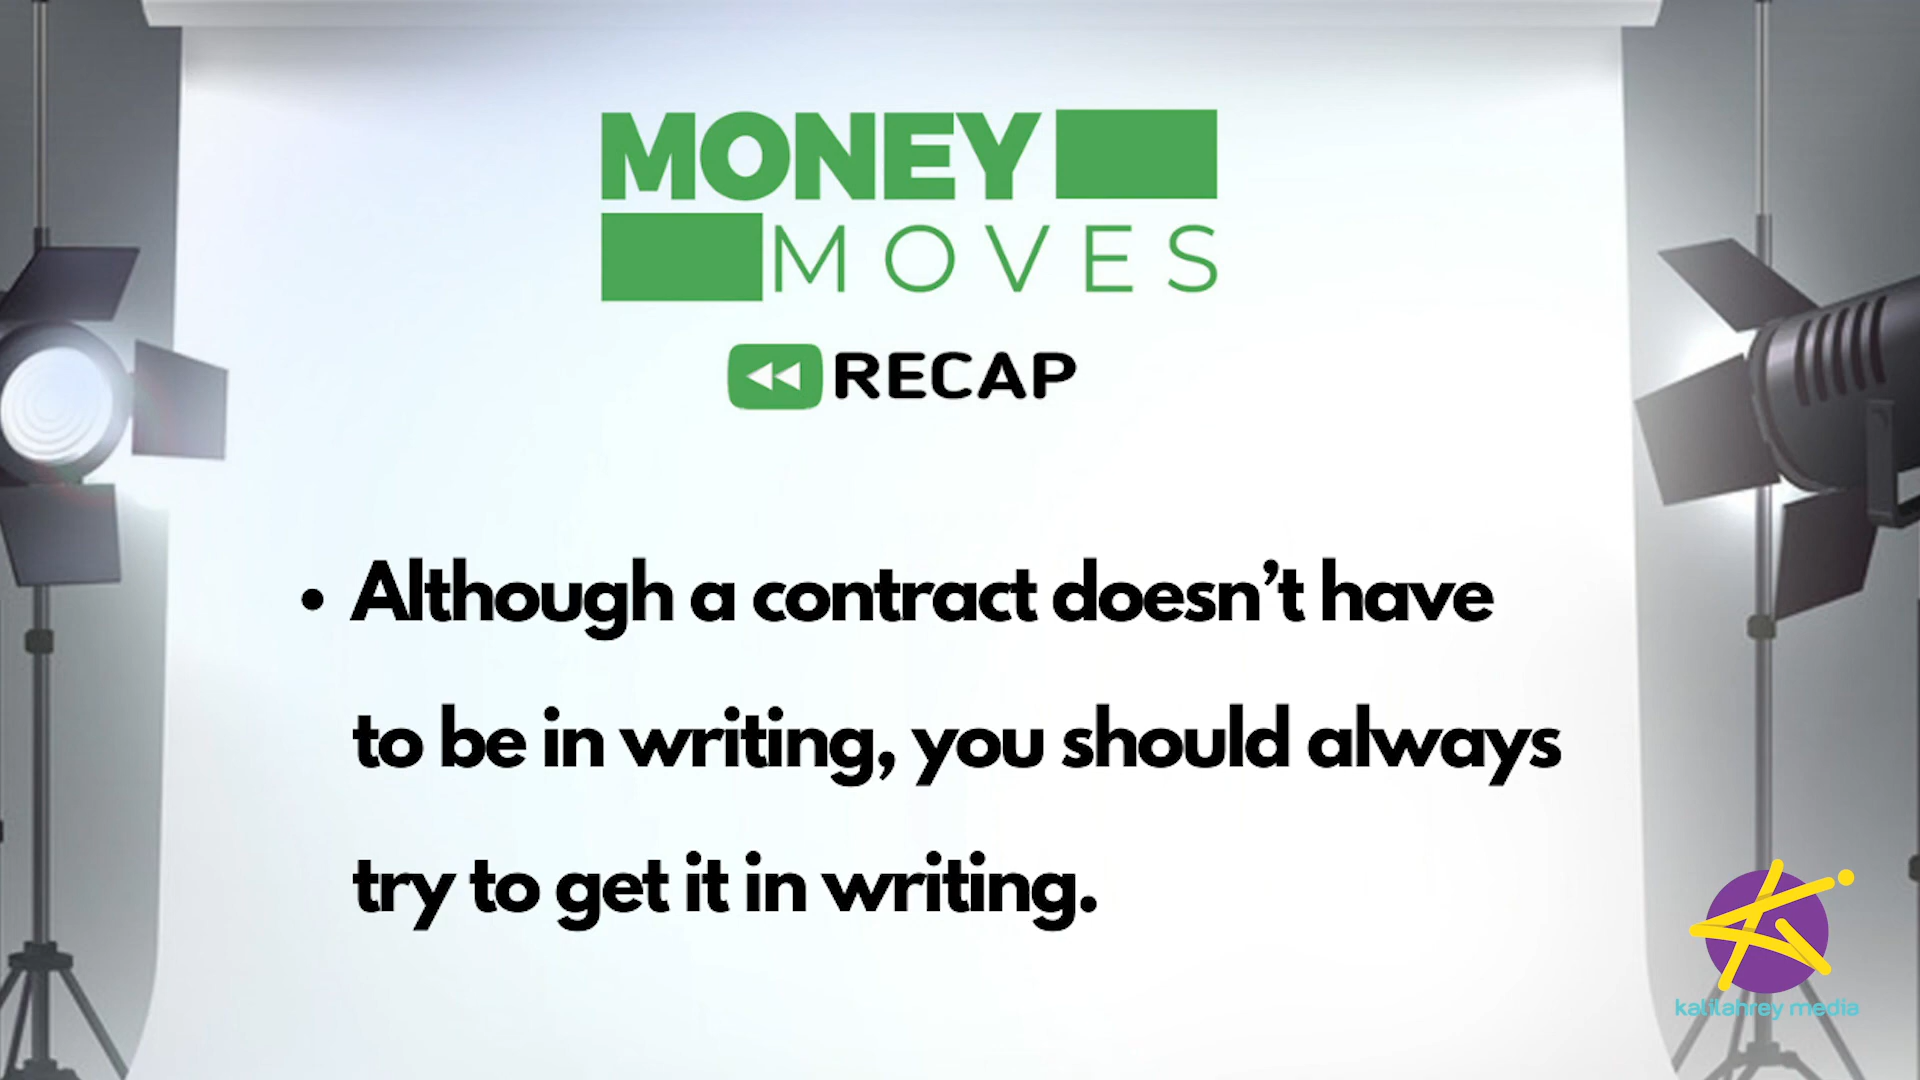 MONEY
MOVES
RECAP
• Although a contract doesn’t have
to be in writing, you should always
try to get it in writing.
kalilahrey media